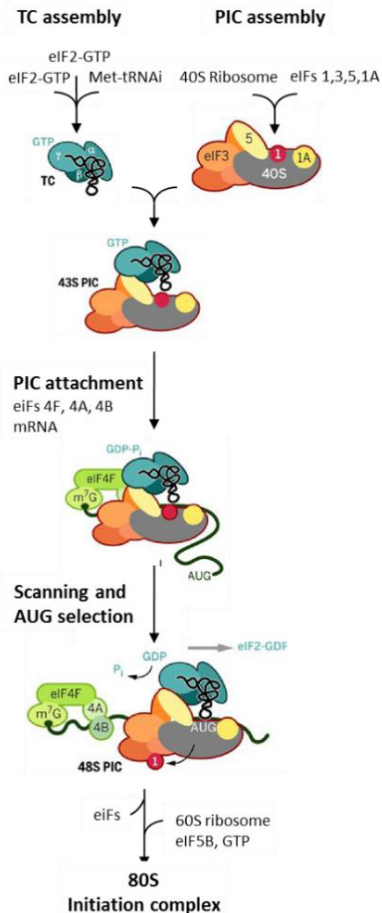 TC assembly
PIC assembly
eIF2-GTP
eIF2-GTP
Met-tRNAi
40S Ribosome
eIFs 1,3,5,1A
GTP
γ
α
β
TC
5
1
eIF3
1A
40S
GTP
43S PIC
PIC attachment
eiFs 4F, 4A, 4B
mRNA
GDP-Pi
eIF4F
m7G
AUG
Scanning and
AUG selection
GDP
eIF2-GDF
Pi
eIF4F
m7G
4A
4B
AUG
1
48S PIC
eiFs
60S ribosome
eIF5B, GTP
80S
Initiation complex